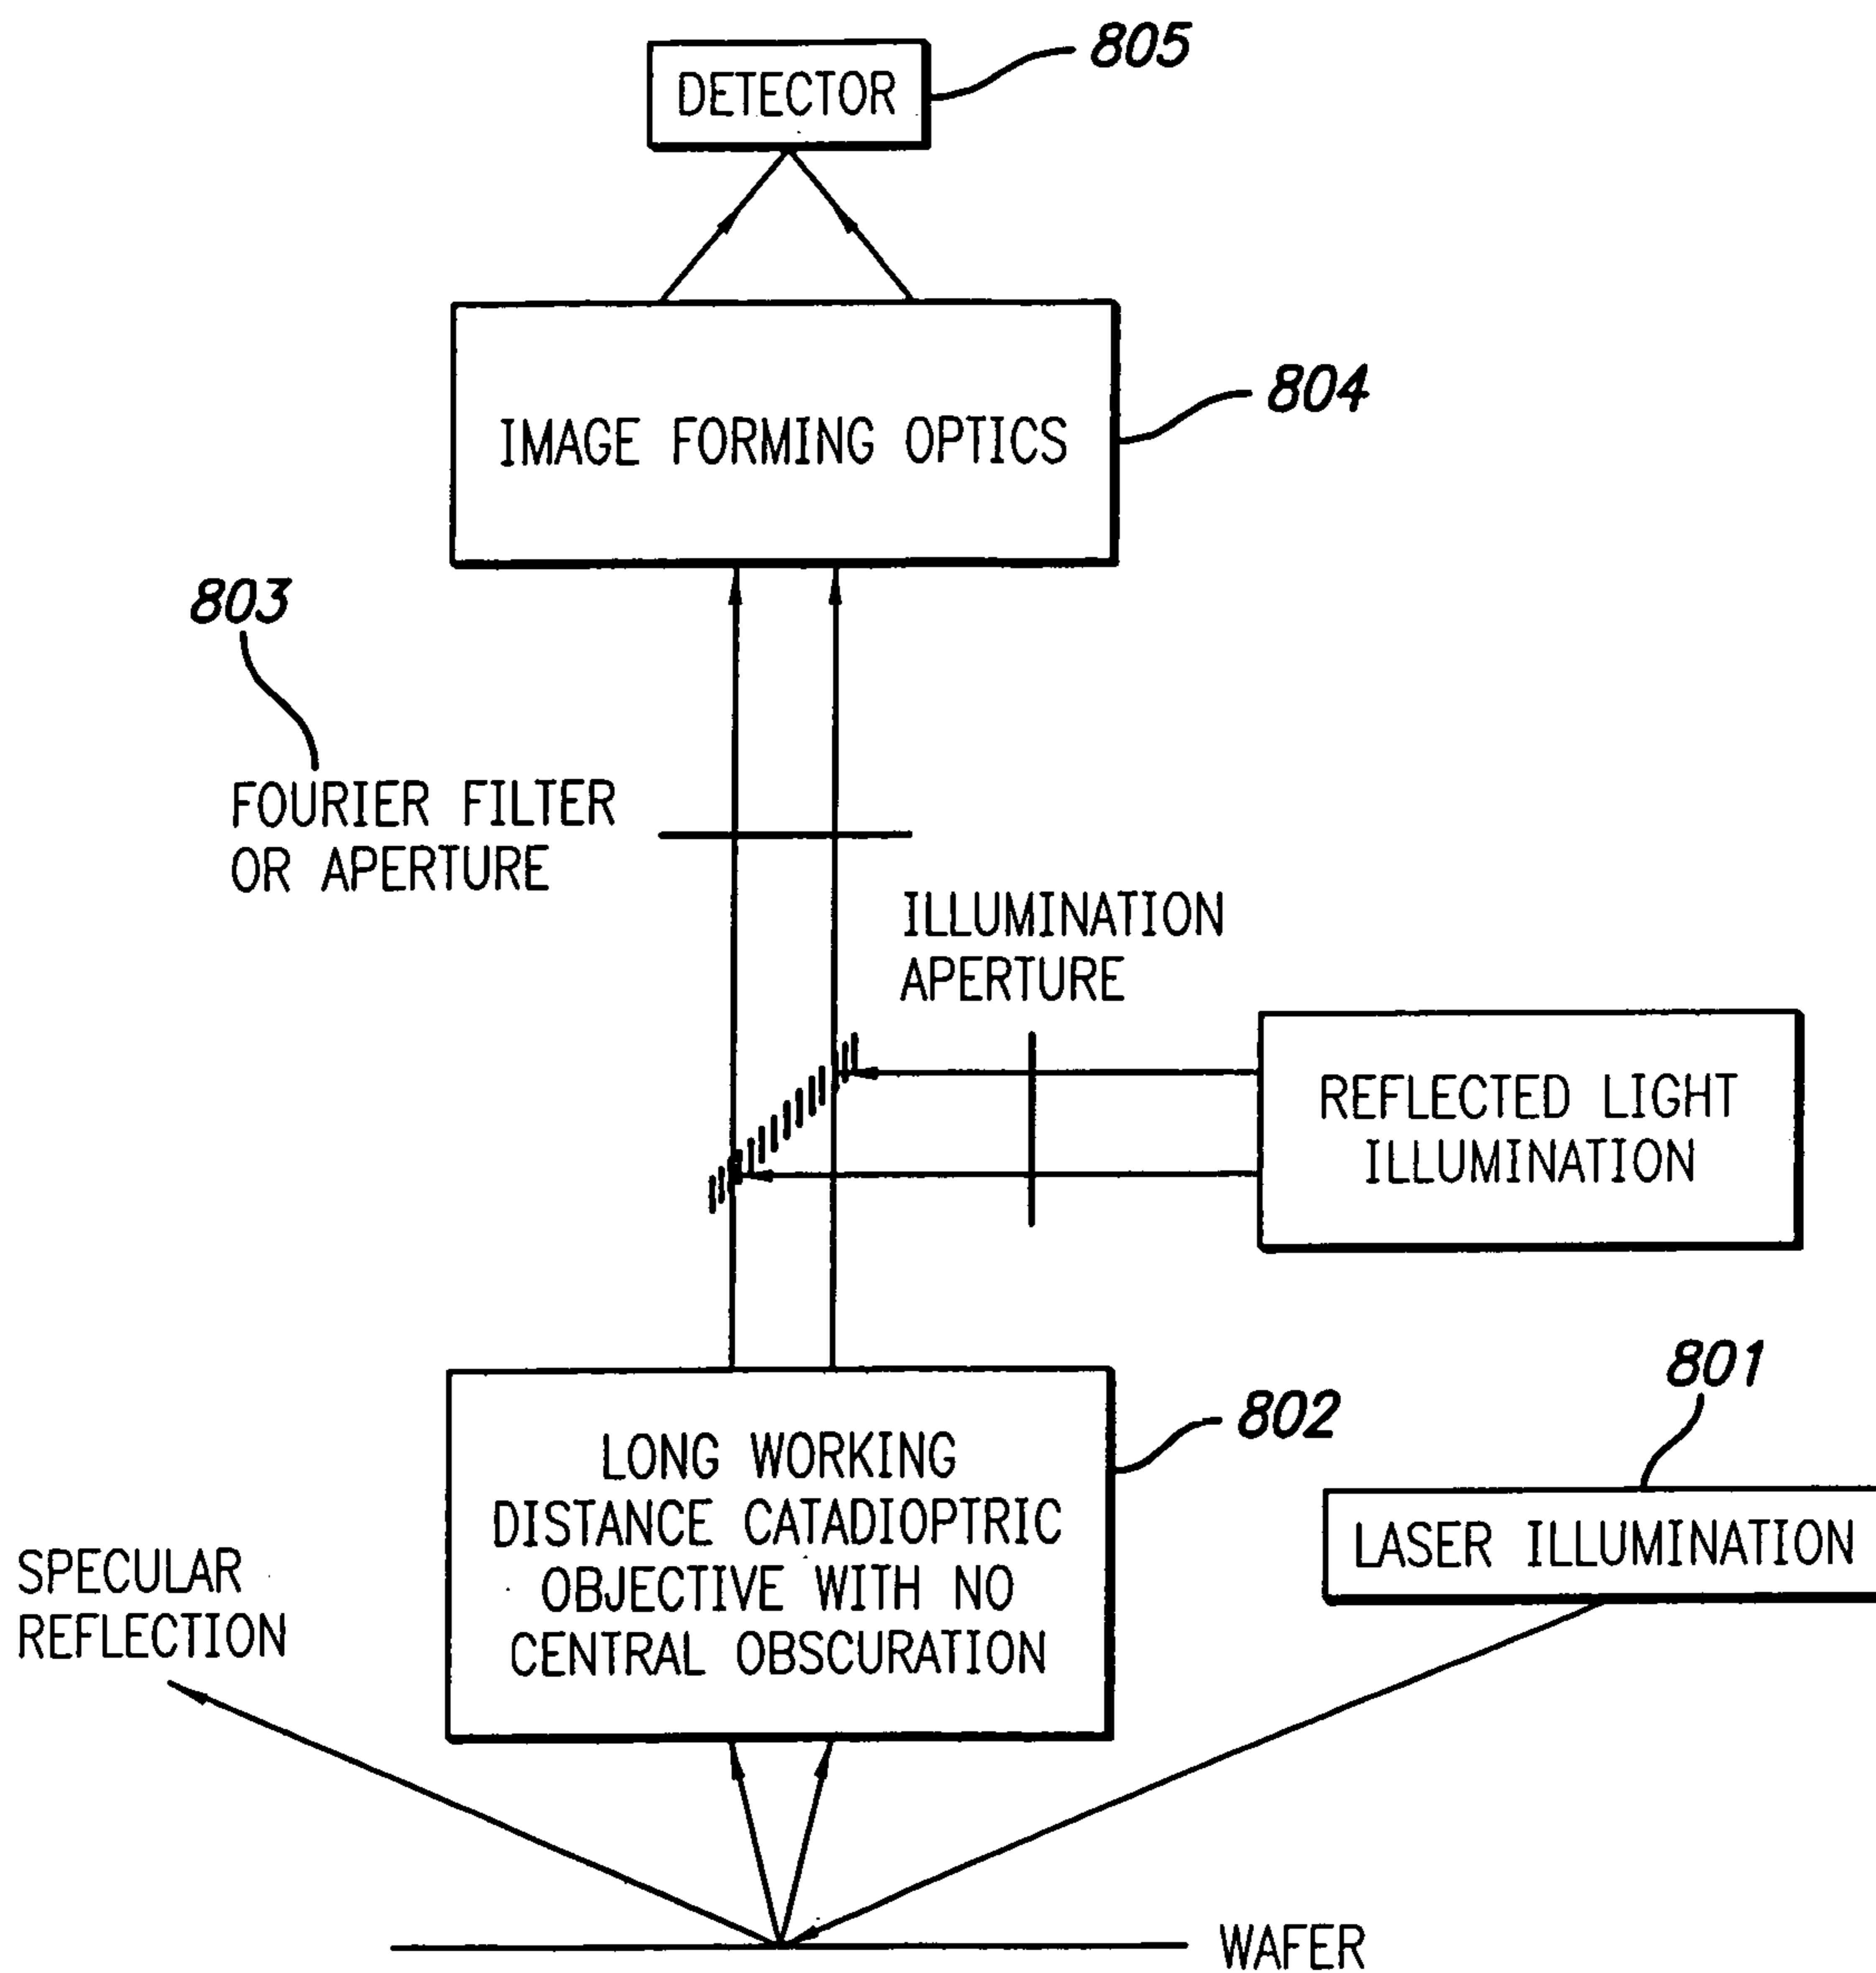 805
DETECTOR
804
IMAGE FORMING OPTICS
803
FOURIER FILTER
OR APERTURE
ILLUMINATION
APERTURE
REFLECTED LIGHT
ILLUMINATION
801
802
LONG WORKING
DISTANCE CATADIOPTRIC
OBJECTIVE WITH NO
CENTRAL OBSCURATION
LASER ILLUMINATION
SPECULAR
REFLECTION
WAFER